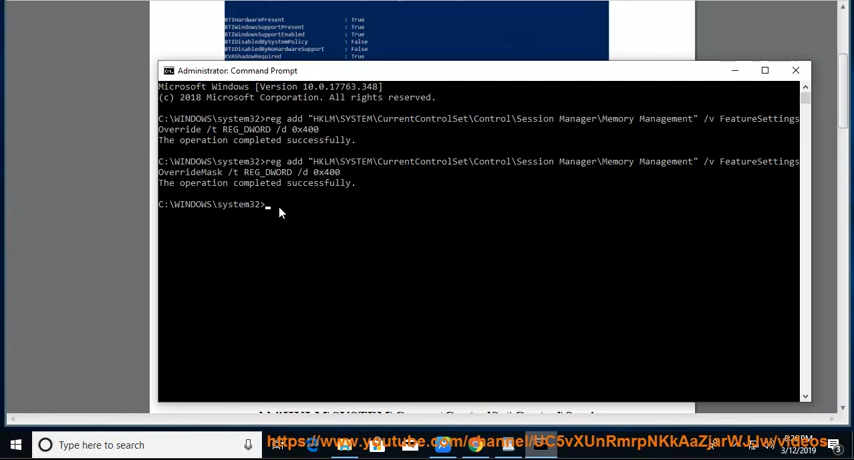 BTIHardwarePresent : True
BTIWindowsSupportPresent : True
BTIWindowsSupportEnabled : True
BTIDisabledBySystemPolicy : False
BTIDisabledByNoHardwareSupport : False
KVAShadowRequired : True
Administrator: Command Prompt
Microsoft Windows [Version 10.0.17763.348]
(c) 2018 Microsoft Corporation. All rights reserved.
C:\WINDOWS\system32>reg add "HKLM\SYSTEM\CurrentControlSet\Control\Session Manager\Memory Management" /v FeatureSettings
Override /t REG_DWORD /d 0x400
The operation completed successfully.
C:\WINDOWS\system32>reg add "HKLM\SYSTEM\CurrentControlSet\Control\Session Manager\Memory Management" /v FeatureSettings
OverrideMask /t REG_DWORD /d 0x400
The operation completed successfully.
C:\WINDOWS\system32>
Type here to search
https://www.youtube.com/channel/UC5vXUnRmrpNKkAaZjarWJJw/videos
3/12/2019
3